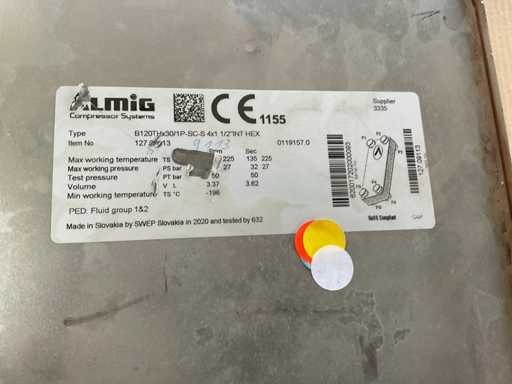 ALMiG
Compressor Systems
CE 1155
Supplier
3335
Type B120THx30/1P-SC-S 4x1 1/2"INT HEX
Item No 0119157.0
9113
Sec
Max working temperature TS 225 135 225
Max working pressure PS bar 27 32 27
Test pressure PT bar 50 50
Volume V L 3.37 3.62
Min working temperature TS °C -196
PED: Fluid group 1&2
Made in Slovakia by SWEP Slovakia in 2020 and tested by 632
127.09113
RoHS Compliant